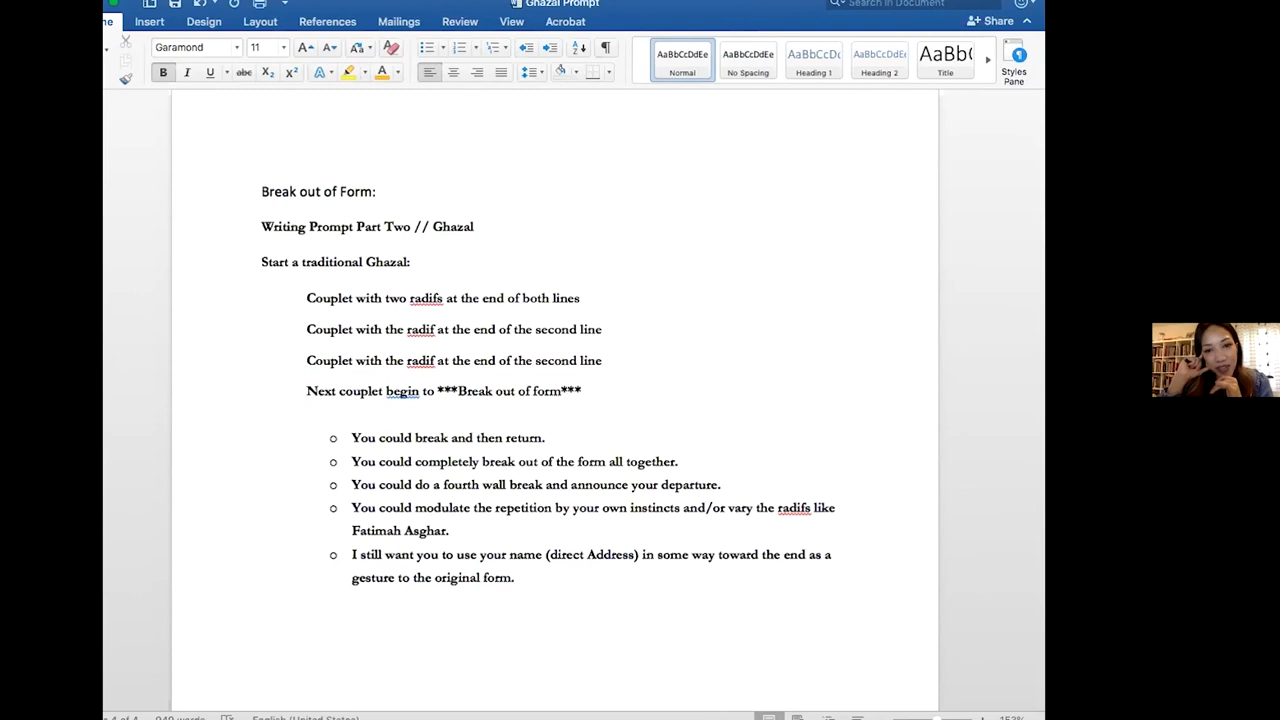 Ghazal Prompt
Search in Document
Insert Design Layout References Mailings Review View Acrobat Share
Garamond 11
AaBbCcDdEe AaBbCcDdEe AaBbCcDc AaBbCcDdEe AaBb(
Normal No Spacing Heading 1 Heading 2 Title Styles Pane
Break out of Form:
Writing Prompt Part Two // Ghazal
Start a traditional Ghazal:
Couplet with two radifs at the end of both lines
Couplet with the radif at the end of the second line
Couplet with the radif at the end of the second line
Next couplet begin to ***Break out of form***
You could break and then return.
You could completely break out of the form all together.
You could do a fourth wall break and announce your departure.
You could modulate the repetition by your own instincts and/or vary the radifs like
Fatimah Asghar.
I still want you to use your name (direct Address) in some way toward the end as a
gesture to the original form.
English (United States)